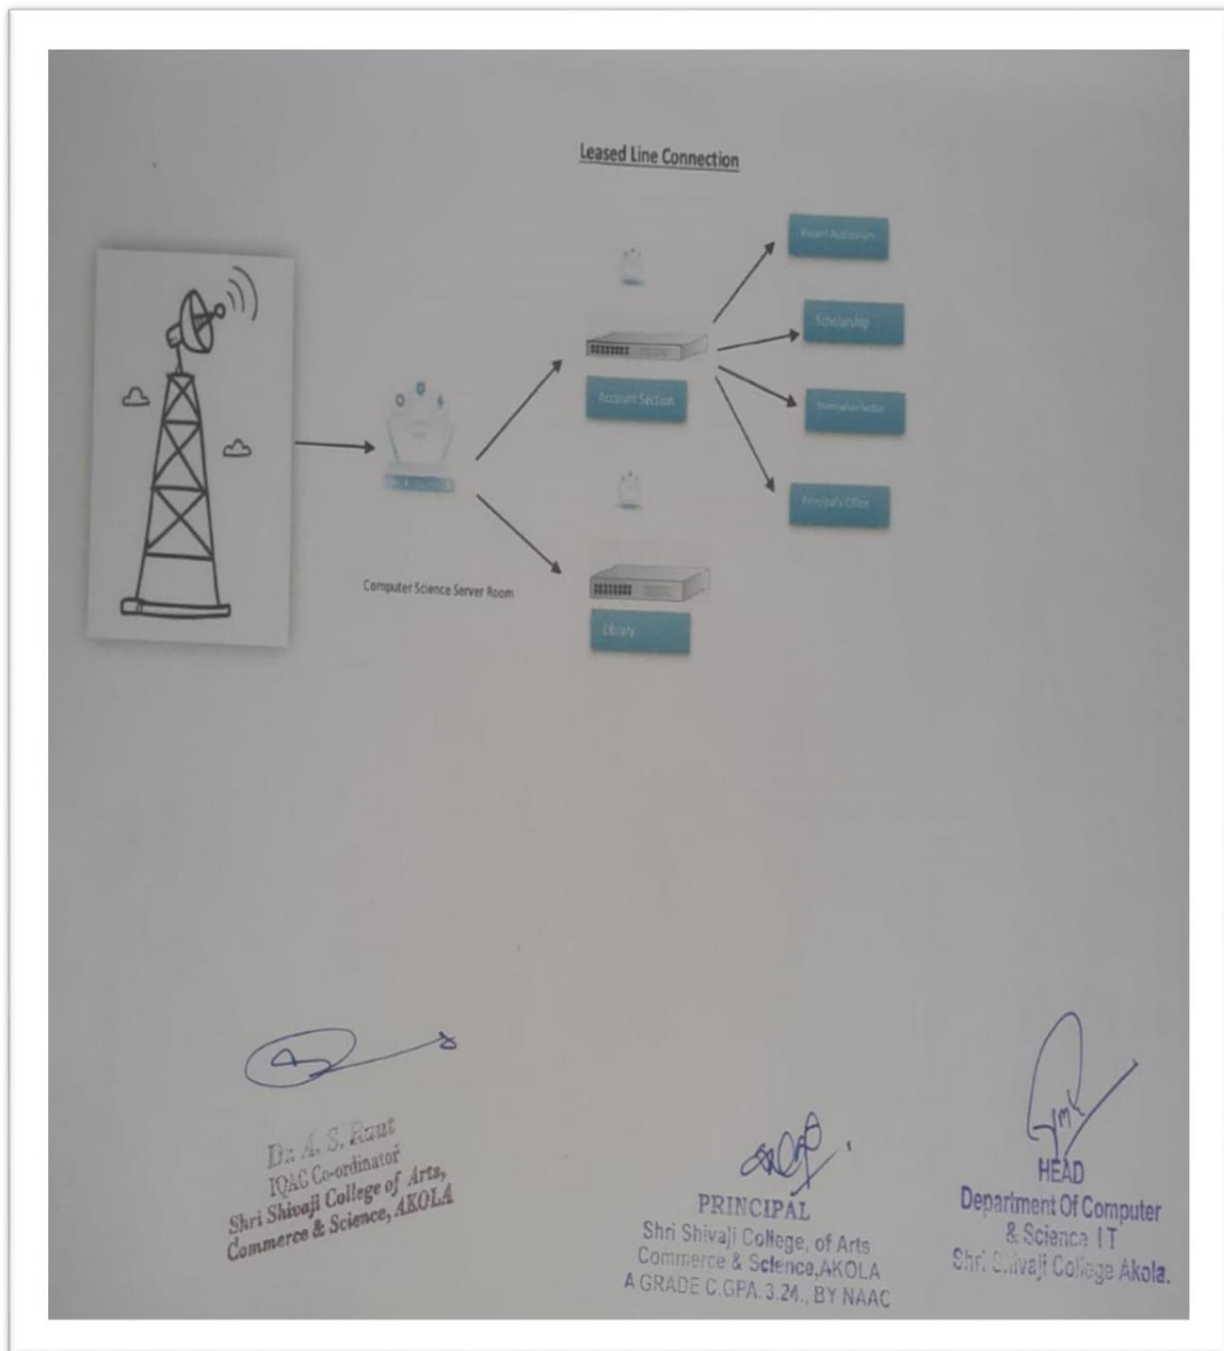 Leased Line Connection
Scholarship
Account Section
Principal's Office
Computer Science Server Room
Library
Dr. A. S. Raut
IQAC Co-ordinator
Shri Shivaji College of Arts,
Commerce & Science, AKOLA
PRINCIPAL
Shri Shivaji College, of Arts
Commerce & Science,AKOLA
A GRADE C.GPA. 3.24., BY NAAC
HEAD
Department Of Computer
& Science I T
Shri Shivaji College Akola.